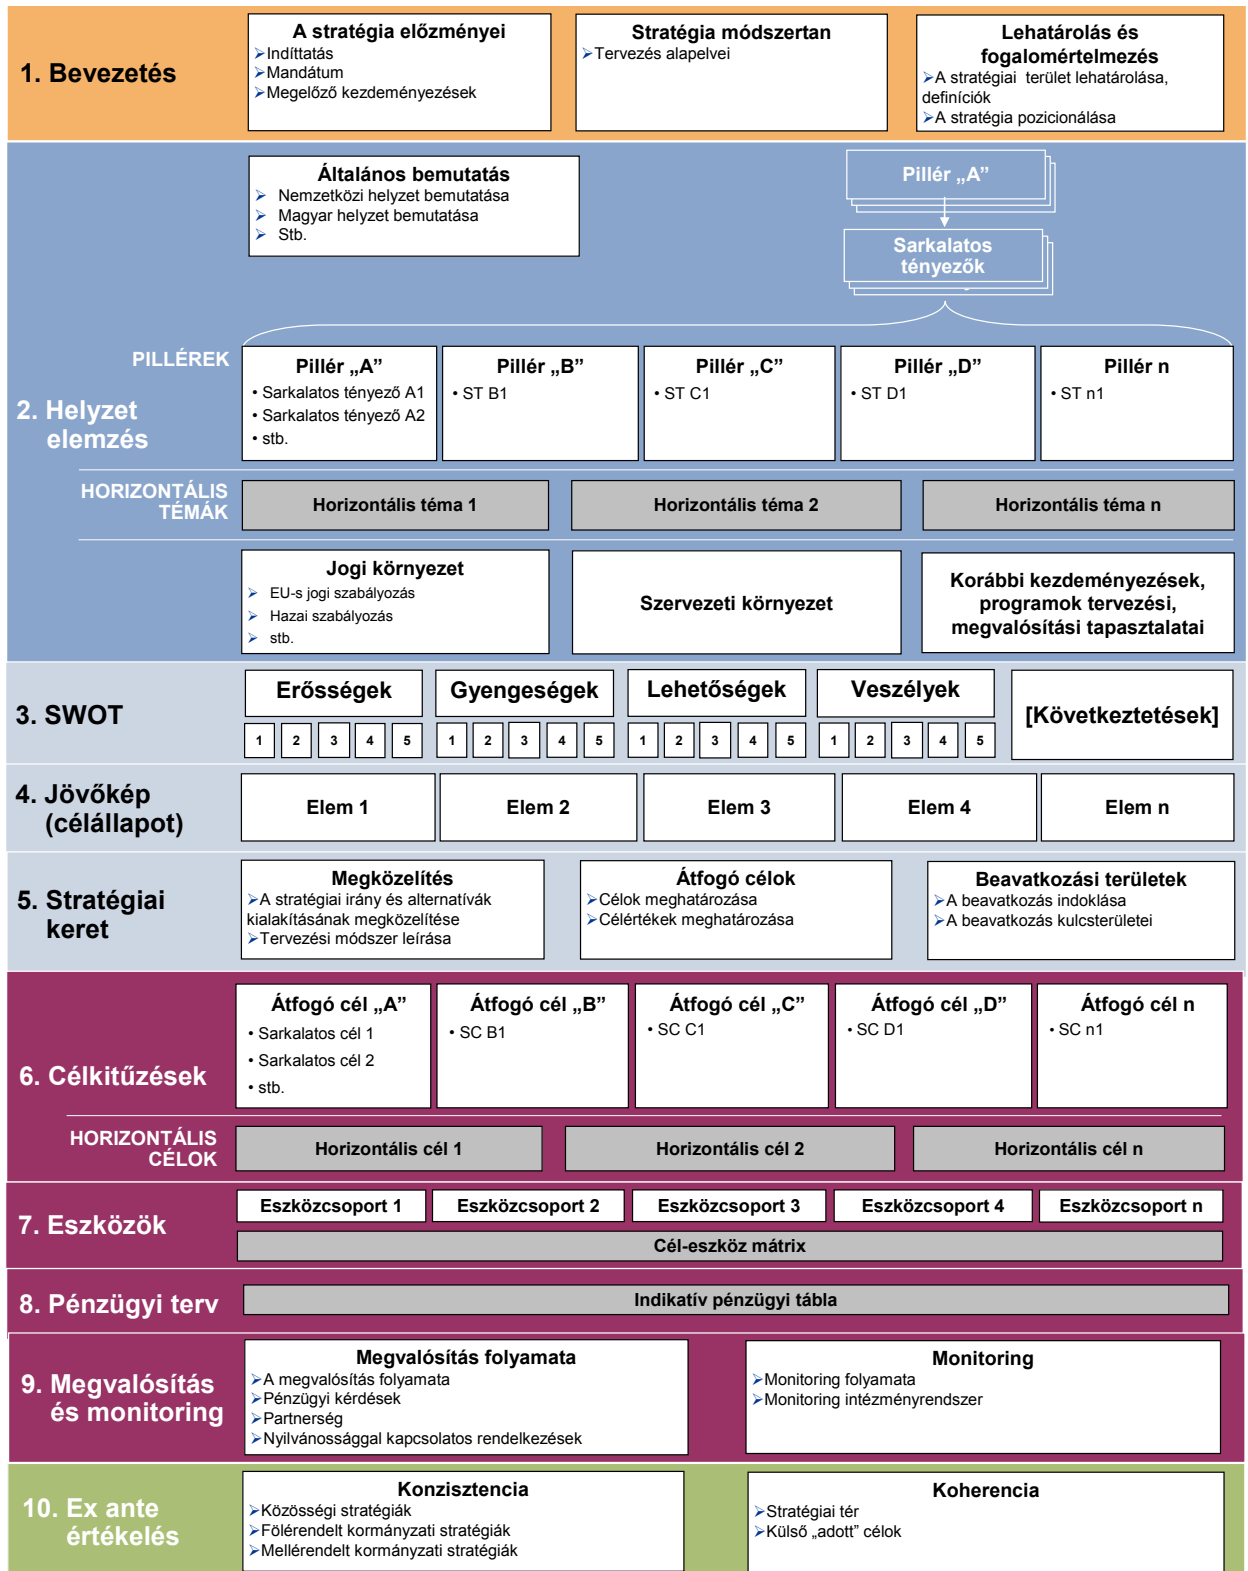 1. Bevezetés
A stratégia előzményei
➢Indíttatás
➢Mandátum
➢Megelőző kezdeményezések
Stratégia módszertan
➢Tervezés alapelvei
Lehatárolás és
fogalomértelmezés
➢A stratégiai terület lehatárolása,
definíciók
➢A stratégia pozicionálása
2. Helyzet
elemzés
Általános bemutatás
➢ Nemzetközi helyzet bemutatása
➢ Magyar helyzet bemutatása
➢ Stb.
Pillér „A”
Sarkalatos
tényezők
PILLÉREK
Pillér „A”
• Sarkalatos tényező A1
• Sarkalatos tényező A2
• stb.
Pillér „B”
• ST B1
Pillér „C”
• ST C1
Pillér „D”
• ST D1
Pillér n
• ST n1
HORIZONTÁLIS
TÉMÁK
Horizontális téma 1
Horizontális téma 2
Horizontális téma n
Jogi környezet
➢ EU-s jogi szabályozás
➢ Hazai szabályozás
➢ stb.
Szervezeti környezet
Korábbi kezdeményezések,
programok tervezési,
megvalósítási tapasztalatai
3. SWOT
Erősségek
1 2 3 4 5
Gyengeségek
1 2 3 4 5
Lehetőségek
1 2 3 4 5
Veszélyek
1 2 3 4 5
[Következtetések]
4. Jövőkép
(célállapot)
Elem 1
Elem 2
Elem 3
Elem 4
Elem n
5. Stratégiai
keret
Megközelítés
➢A stratégiai irány és alternatívák
kialakításának megközelítése
➢Tervezési módszer leírása
Átfogó célok
➢Célok meghatározása
➢Célértékek meghatározása
Beavatkozási területek
➢A beavatkozás indoklása
➢A beavatkozás kulcsterületei
6. Célkitűzések
Átfogó cél „A”
• Sarkalatos cél 1
• Sarkalatos cél 2
• stb.
Átfogó cél „B”
• SC B1
Átfogó cél „C”
• SC C1
Átfogó cél „D”
• SC D1
Átfogó cél n
• SC n1
HORIZONTÁLIS
CÉLOK
Horizontális cél 1
Horizontális cél 2
Horizontális cél n
7. Eszközök
Eszközcsoport 1
Eszközcsoport 2
Eszközcsoport 3
Eszközcsoport 4
Eszközcsoport n
Cél-eszköz mátrix
8. Pénzügyi terv
Indikatív pénzügyi tábla
9. Megvalósítás
és monitoring
Megvalósítás folyamata
➢A megvalósítás folyamata
➢Pénzügyi kérdések
➢Partnerség
➢Nyilvánossággal kapcsolatos rendelkezések
Monitoring
➢Monitoring folyamata
➢Monitoring intézményrendszer
10. Ex ante
értékelés
Konzisztencia
➢Közösségi stratégiák
➢Fölérendelt kormányzati stratégiák
➢Mellérendelt kormányzati stratégiák
Koherencia
➢Stratégiai tér
➢Külső „adott” célok